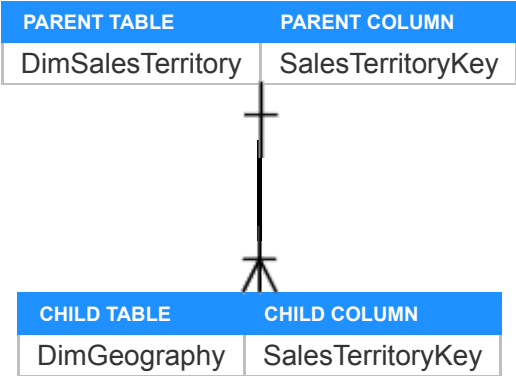 PARENT TABLE PARENT COLUMN
DimSalesTerritory SalesTerritoryKey
CHILD TABLE CHILD COLUMN
DimGeography SalesTerritoryKey